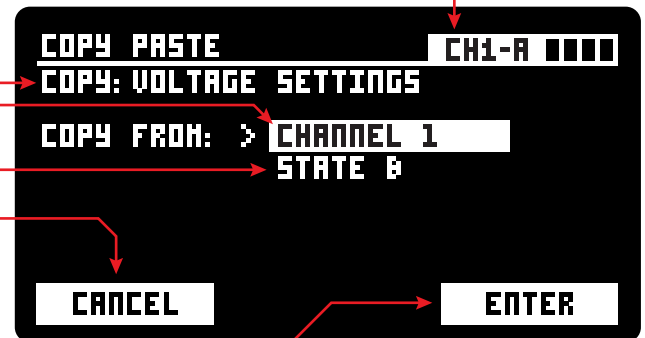 COPY PASTE CH1-A
COPY: VOLTAGE SETTINGS
COPY FROM: > CHANNEL 1
STATE B
CANCEL ENTER